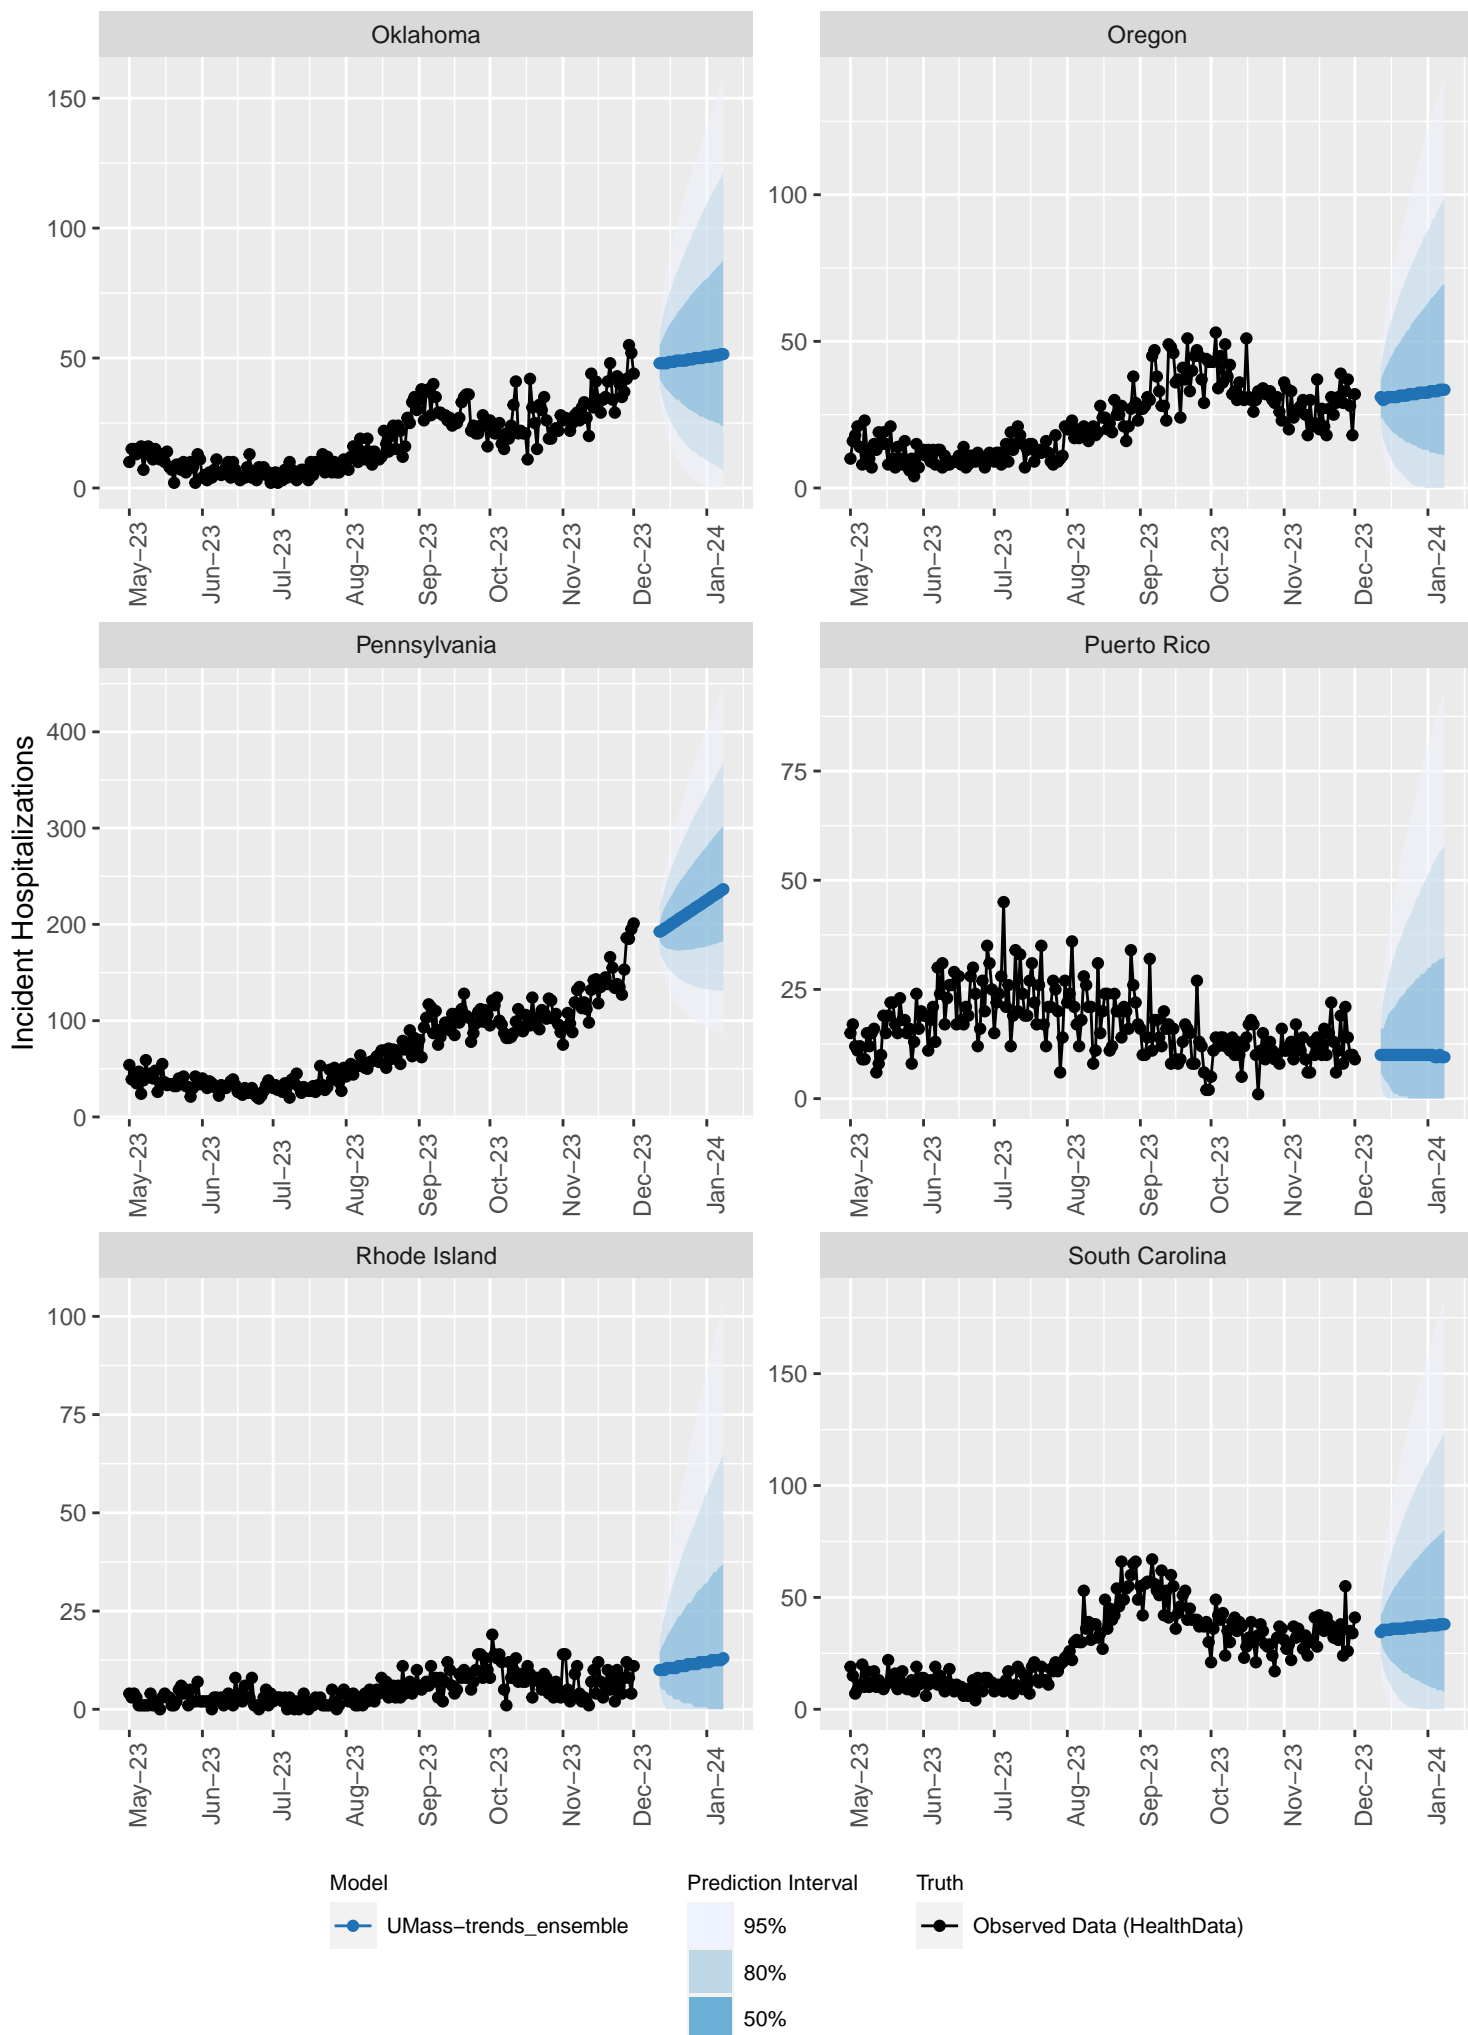 Oklahoma
Oregon
150
100
50
0
100
50
0
May−23 Jun−23 Jul−23 Aug−23 Sep−23 Oct−23 Nov−23 Dec−23 Jan−24
May−23 Jun−23 Jul−23 Aug−23 Sep−23 Oct−23 Nov−23 Dec−23 Jan−24
Incident Hospitalizations
Pennsylvania
Puerto Rico
400
300
200
100
0
75
50
25
0
May−23 Jun−23 Jul−23 Aug−23 Sep−23 Oct−23 Nov−23 Dec−23 Jan−24
May−23 Jun−23 Jul−23 Aug−23 Sep−23 Oct−23 Nov−23 Dec−23 Jan−24
Rhode Island
South Carolina
100
75
50
25
0
150
100
50
0
May−23 Jun−23 Jul−23 Aug−23 Sep−23 Oct−23 Nov−23 Dec−23 Jan−24
May−23 Jun−23 Jul−23 Aug−23 Sep−23 Oct−23 Nov−23 Dec−23 Jan−24
Model
UMass−trends_ensemble
Prediction Interval
95%
80%
50%
Truth
Observed Data (HealthData)